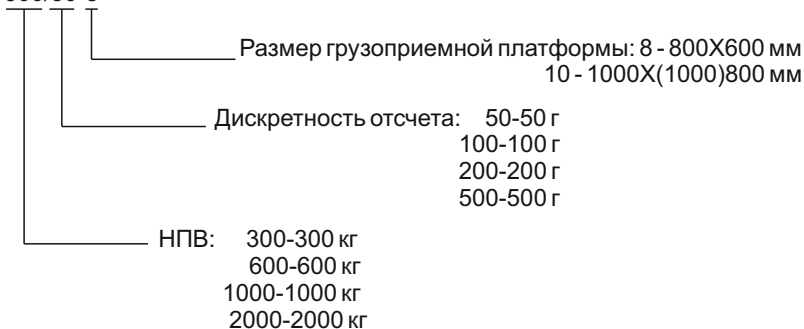 Размер грузоприемной платформы: 8 - 800Х600 мм
10 - 1000Х(1000)800 мм
Дискретность отсчета: 50-50 г
100-100 г
200-200 г
500-500 г
НПВ: 300-300 кг
600-600 кг
1000-1000 кг
2000-2000 кг